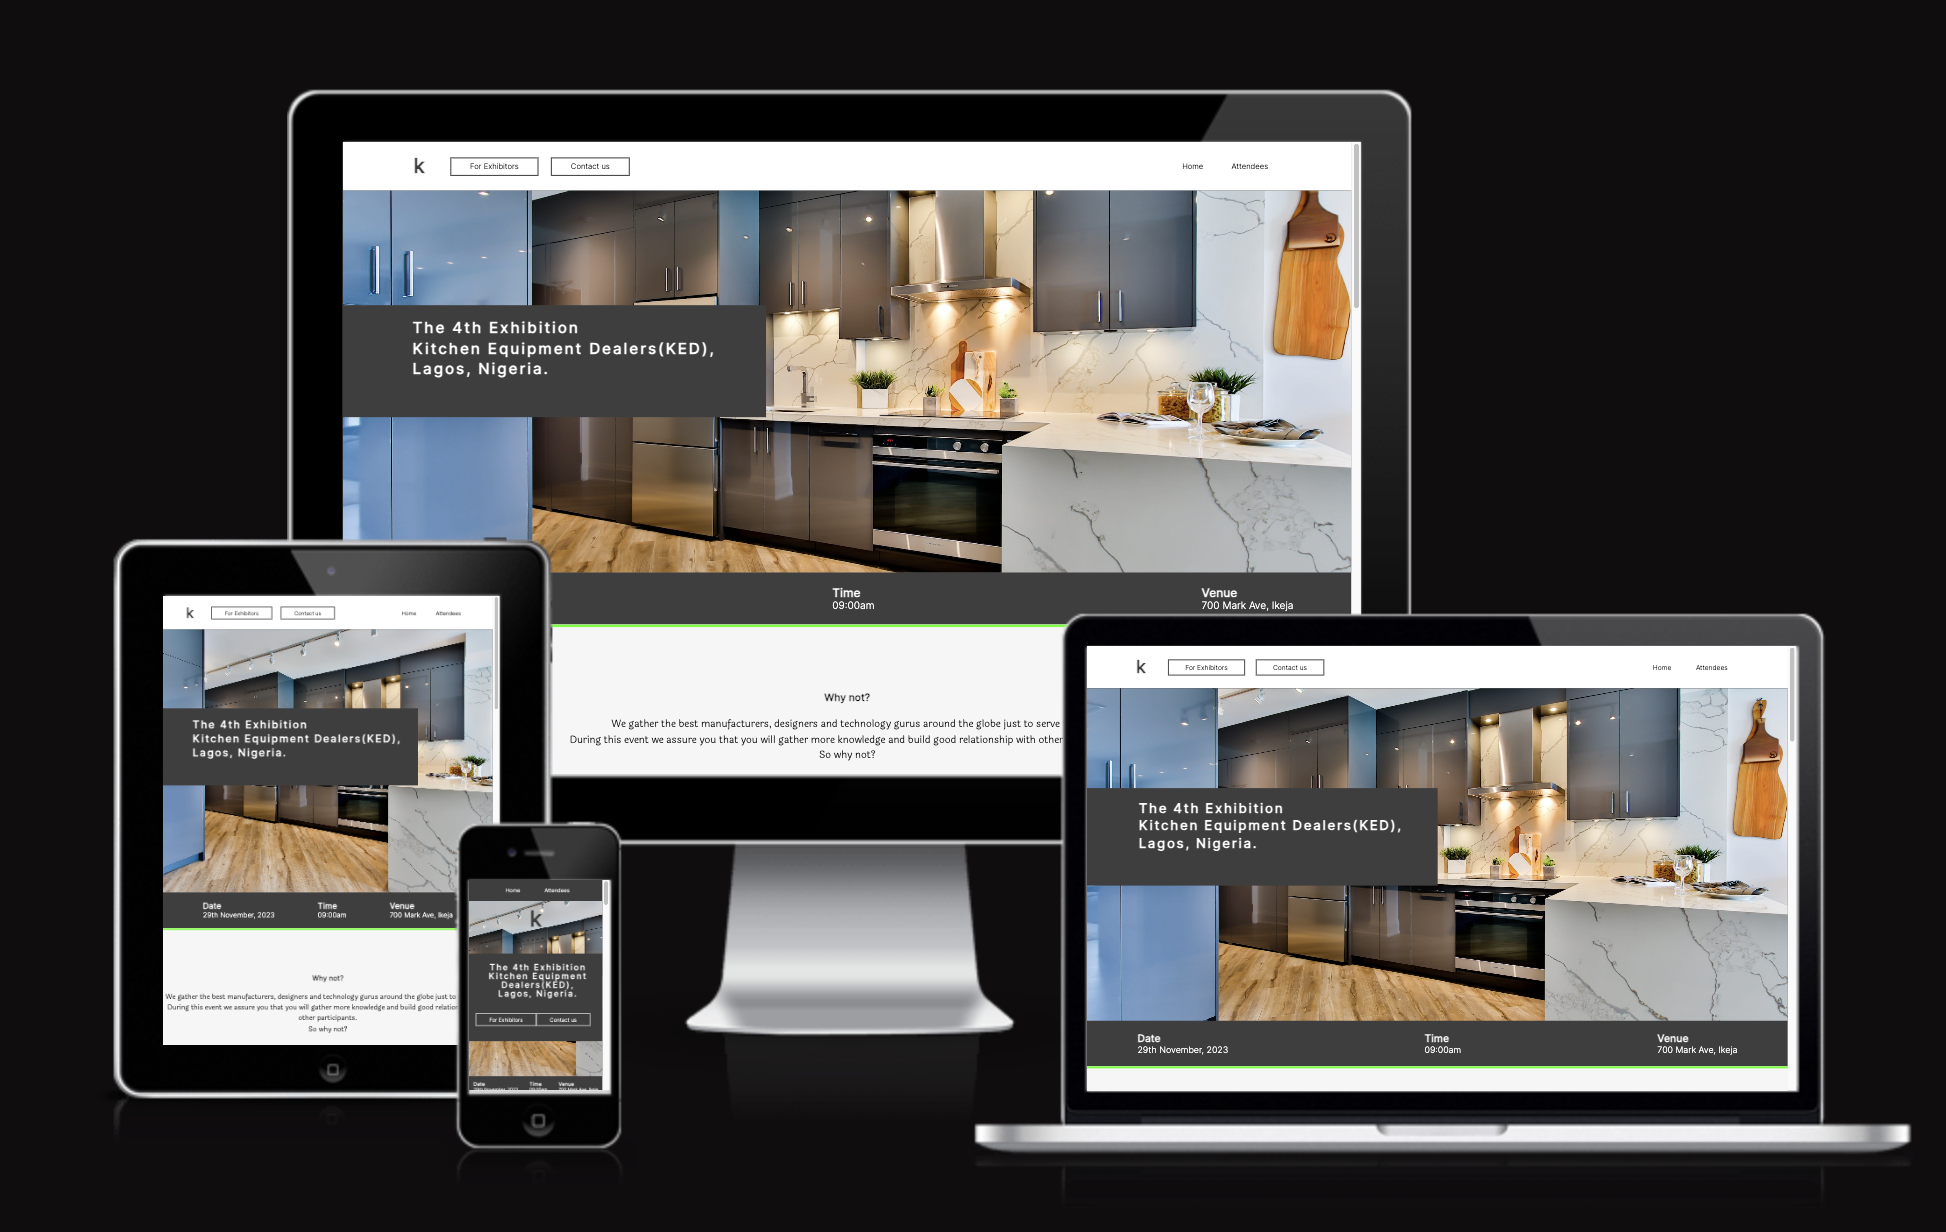 k
For Exhibitors
Contact us
Home
Attendees
The 4th Exhibition
Kitchen Equipment Dealers(KED),
Lagos, Nigeria.
Time
09:00am
Venue
700 Mark Ave, Ikeja
Why not?
We gather the best manufacturers, designers and technology gurus around the globe just to serve
During this event we assure you that you will gather more knowledge and build good relationship with other
So why not?
k
For Exhibitors
Contact us
Home
Attendees
The 4th Exhibition
Kitchen Equipment Dealers(KED),
Lagos, Nigeria.
Date
29th November, 2023
Time
09:00am
Venue
700 Mark Ave, Ikeja
Why not?
We gather the best manufacturers, designers and technology gurus around the globe just to
During this event we assure you that you will gather more knowledge and build good relation
other participants.
So why not?
Home
Attendees
k
The 4th Exhibition
Kitchen Equipment
Dealers(KED),
Lagos, Nigeria.
For Exhibitors
Contact us
Date
Time
Venue
k
For Exhibitors
Contact us
Home
Attendees
The 4th Exhibition
Kitchen Equipment Dealers(KED),
Lagos, Nigeria.
Date
29th November, 2023
Time
09:00am
Venue
700 Mark Ave, Ikeja